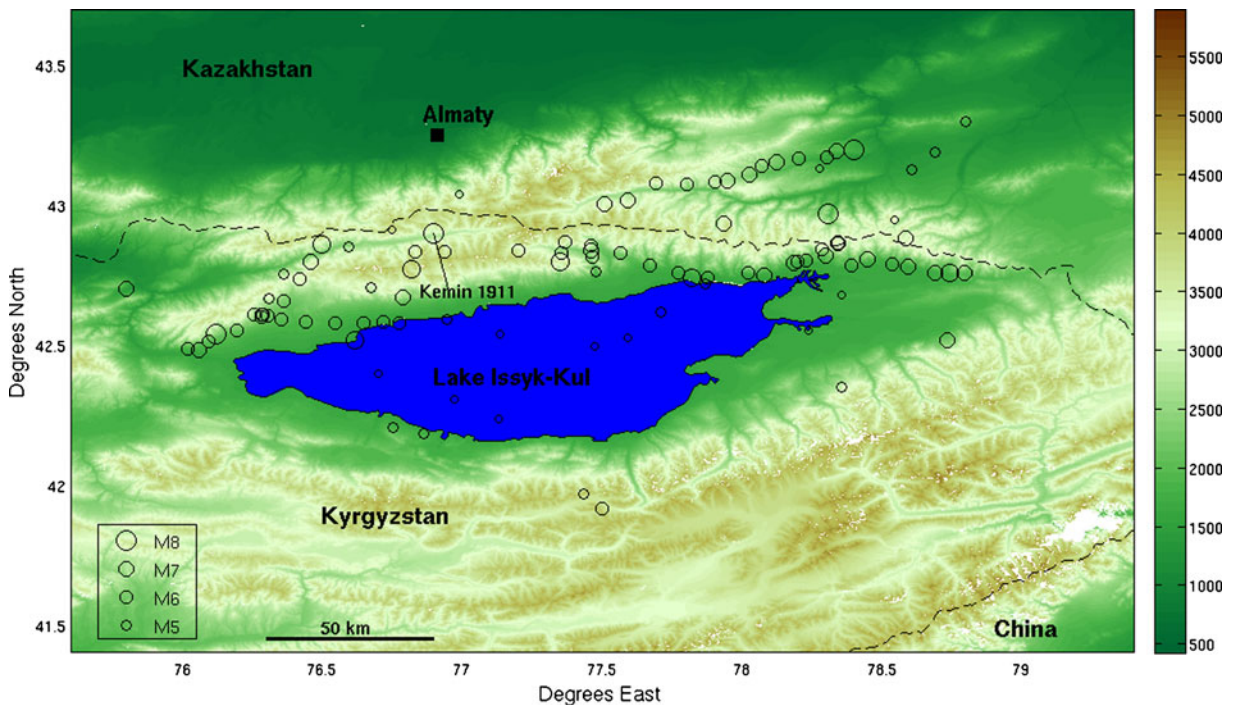 Kazakhstan
Almaty
Kemin 1911
Lake Issyk-Kul
Kyrgyzstan
China
M8
M7
M6
M5
50 km
43.5
43
42.5
42
41.5
Degrees North
76
76.5
77
77.5
78
78.5
79
Degrees East
5500
5000
4500
4000
3500
3000
2500
2000
1500
1000
500